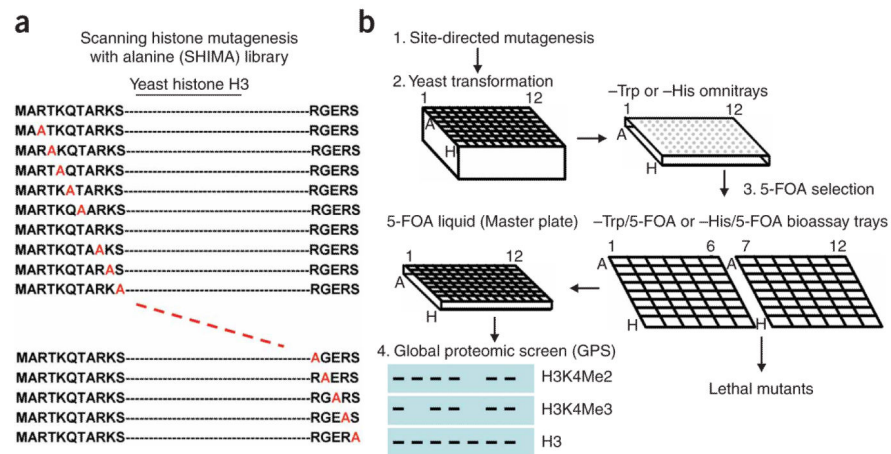 a
Scanning histone mutagenesis
with alanine (SHIMA) library
Yeast histone H3
MARTKQTARKS----------------------------------RGERS
MAATKQTARKS----------------------------------RGERS
MARAKQTARKS----------------------------------RGERS
MARTAQTARKS----------------------------------RGERS
MARTKATARKS----------------------------------RGERS
MARTKQAARKS----------------------------------RGERS
MARTKQTARKS----------------------------------RGERS
MARTKQTAAKS----------------------------------RGERS
MARTKQTARAS----------------------------------RGERS
MARTKQTARKA----------------------------------RGERS
MARTKQTARKS----------------------------------AGERS
MARTKQTARKS----------------------------------RAERS
MARTKQTARKS----------------------------------RGARS
MARTKQTARKS----------------------------------RGEAS
MARTKQTARKS----------------------------------RGERA
b
1. Site-directed mutagenesis
2. Yeast transformation
1 12
A
H
–Trp or –His omnitrays
1 12
A
H
3. 5-FOA selection
–Trp/5-FOA or –His/5-FOA bioassay trays
1 6 7 12
A A
H H
Lethal mutants
5-FOA liquid (Master plate)
1 12
A
H
4. Global proteomic screen (GPS)
H3K4Me2
H3K4Me3
H3